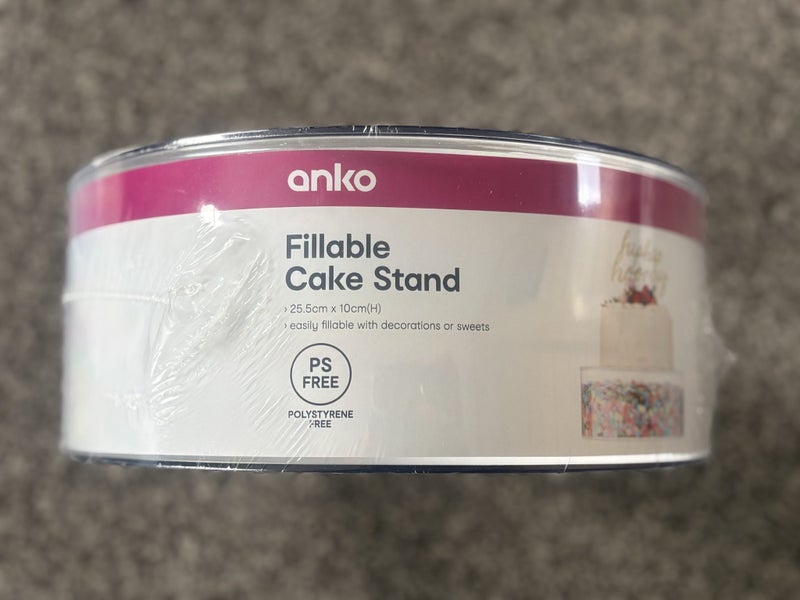 anko
Fillable
Cake Stand
› 25.5cm x 10cm(H)
› easily fillable with decorations or sweets
PS
FREE
POLYSTYRENE
FREE